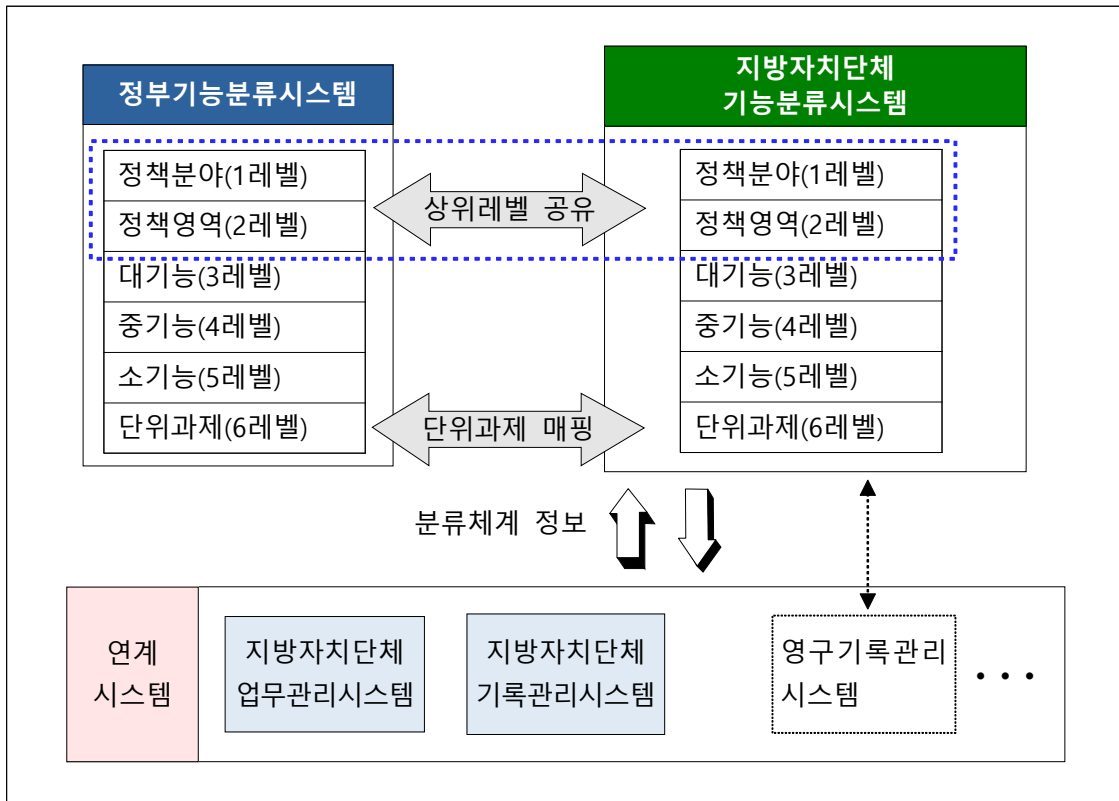 정부기능분류시스템
지방자치단체
기능분류시스템
정책분야(1레벨)
정책영역(2레벨)
대기능(3레벨)
중기능(4레벨)
소기능(5레벨)
단위과제(6레벨)
상위레벨 공유
단위과제 매핑
정책분야(1레벨)
정책영역(2레벨)
대기능(3레벨)
중기능(4레벨)
소기능(5레벨)
단위과제(6레벨)
분류체계 정보
연계
시스템
지방자치단체
업무관리시스템
지방자치단체
기록관리시스템
영구기록관리
시스템
• • •